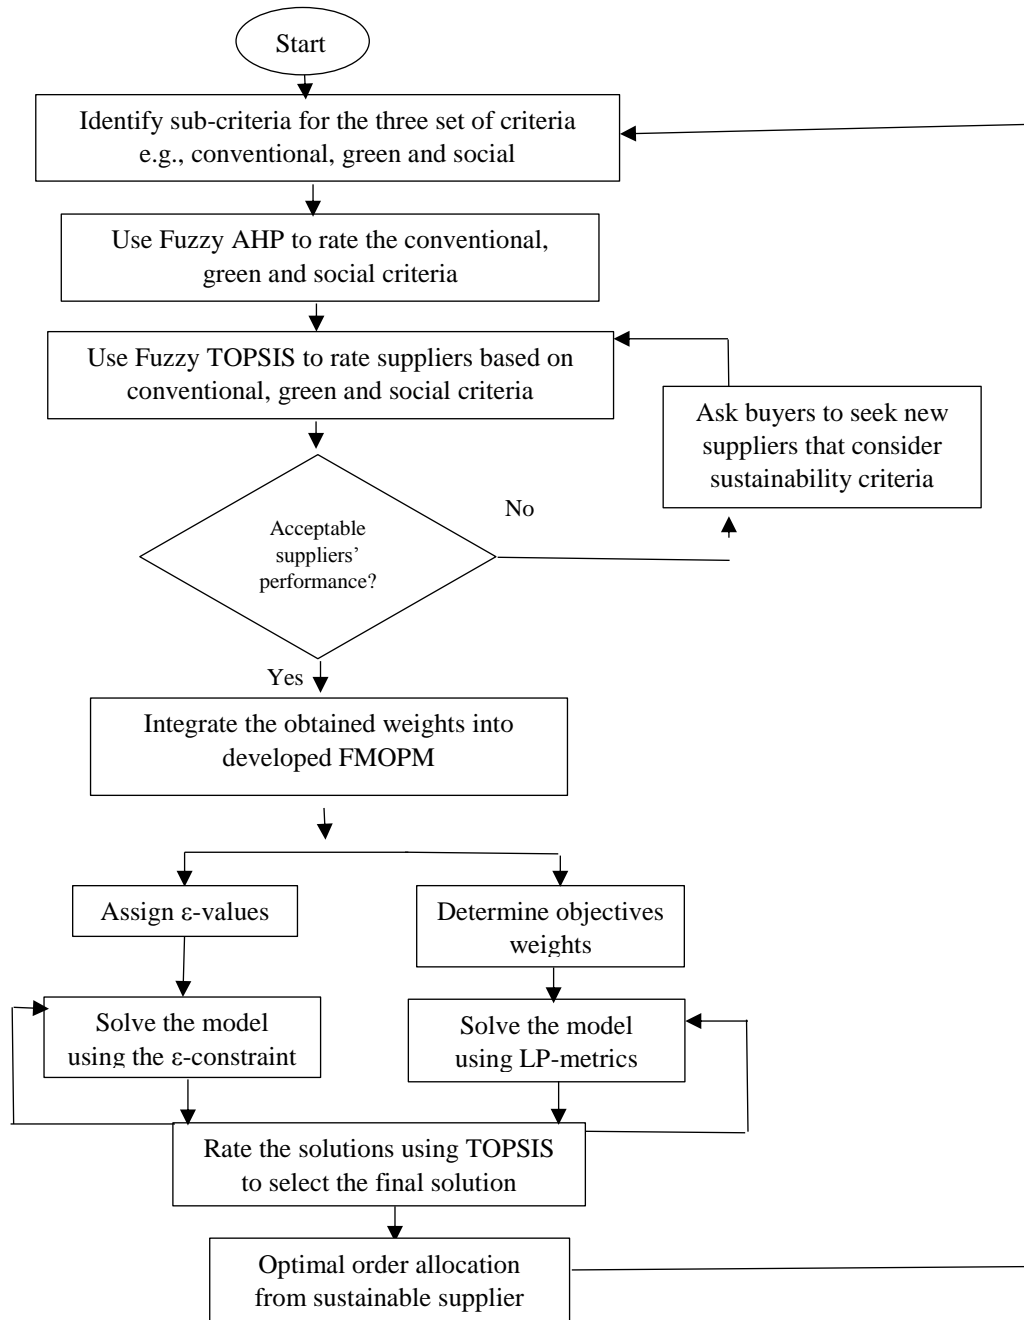 Start
Identify sub-criteria for the three set of criteria
e.g., conventional, green and social
Use Fuzzy AHP to rate the conventional,
green and social criteria
Use Fuzzy TOPSIS to rate suppliers based on
conventional, green and social criteria
Ask buyers to seek new
suppliers that consider
sustainability criteria
No
Acceptable
suppliers’
performance?
Yes
Integrate the obtained weights into
developed FMOPM
Assign ε-values
Determine objectives
weights
Solve the model
using the ε-constraint
Solve the model
using LP-metrics
Rate the solutions using TOPSIS
to select the final solution
Optimal order allocation
from sustainable supplier